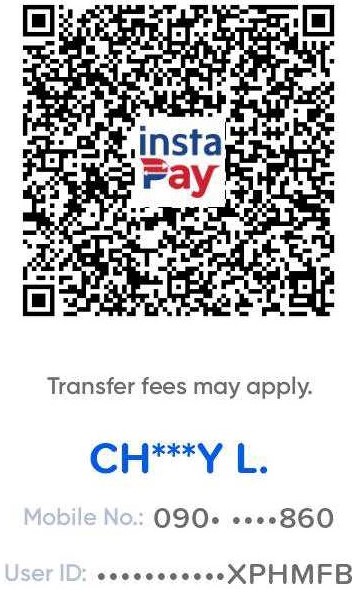 insta
Pay
Transfer fees may apply.
CH***Y L.
Mobile No.: 090• ••••860
User ID: •••••••••••XPHMFB